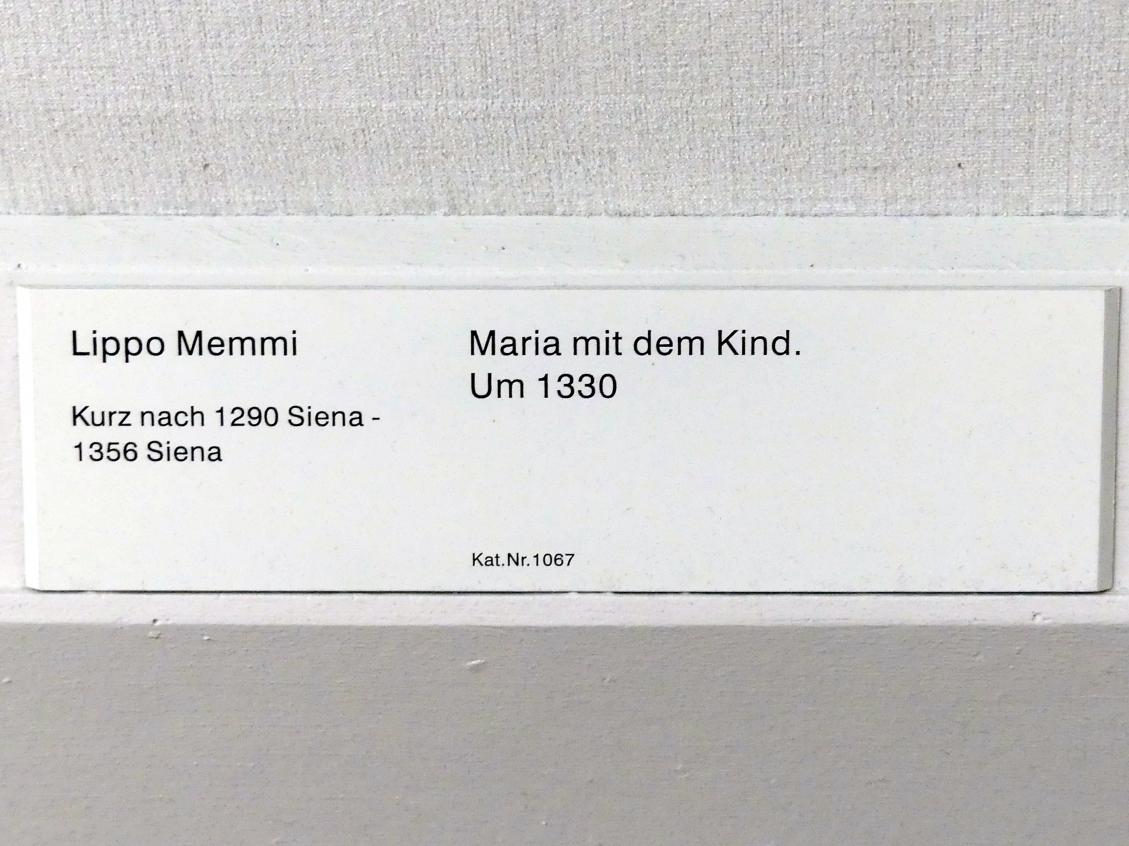 Lippo Memmi
Kurz nach 1290 Siena -
1356 Siena
Maria mit dem Kind.
Um 1330
Kat.Nr.1067